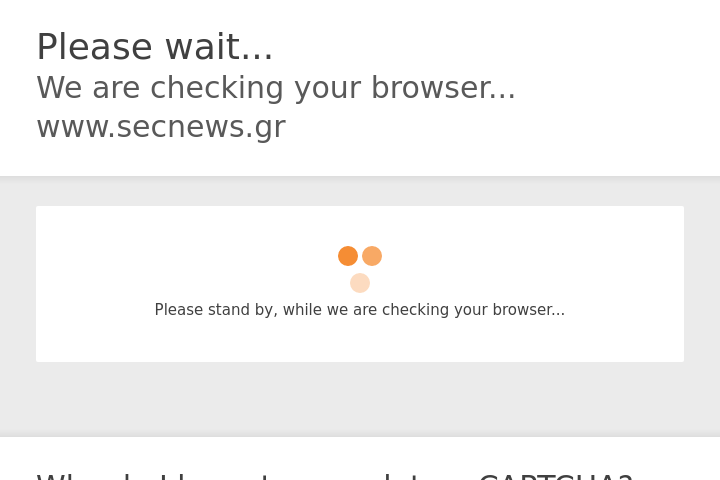 Please wait...
We are checking your browser...
www.secnews.gr
Please stand by, while we are checking your browser...
CAPTCHA?